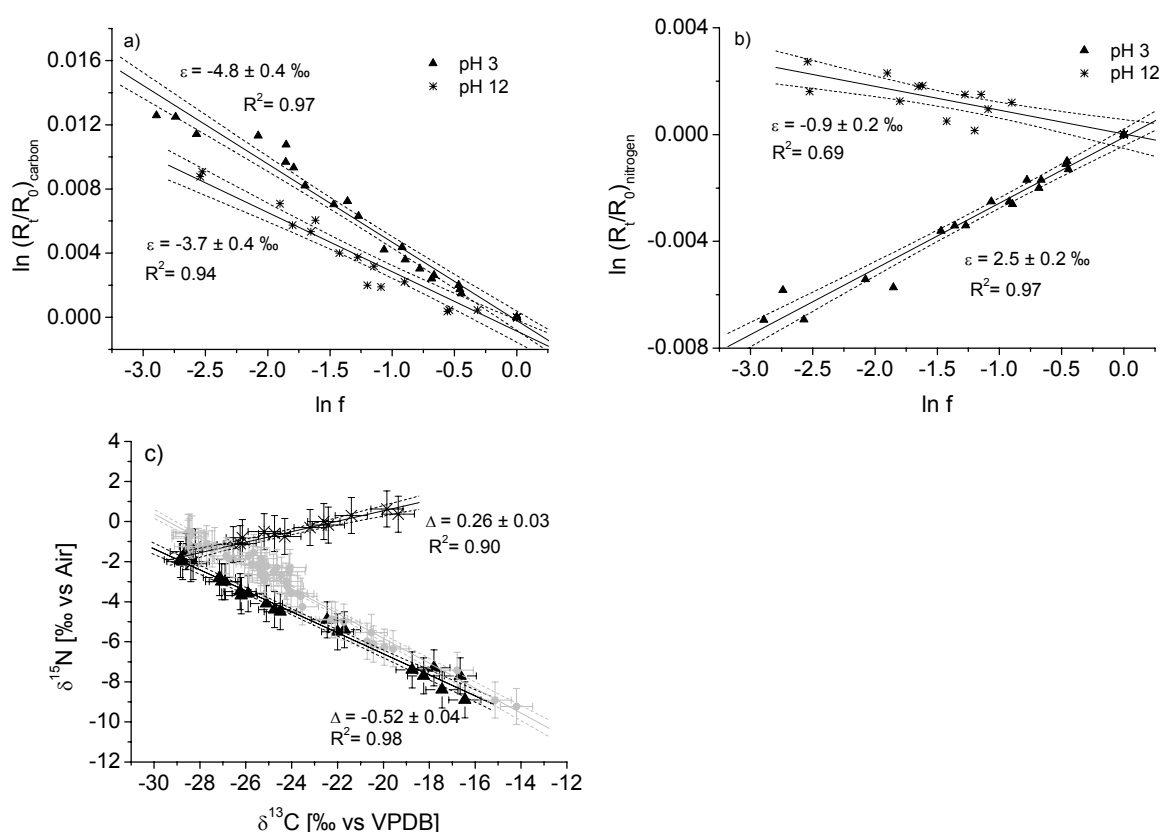 a)
pH 3
pH 12
ε = -4.8 ± 0.4 ‰
R²= 0.97
ε = -3.7 ± 0.4 ‰
R²= 0.94
ln (Rt/R0)carbon
0.016
0.012
0.008
0.004
0.000
-3.0 -2.5 -2.0 -1.5 -1.0 -0.5 0.0
ln f
b)
pH 3
pH 12
ε = -0.9 ± 0.2 ‰
R²= 0.69
ε = 2.5 ± 0.2 ‰
R²= 0.97
ln (Rt/R0)nitrogen
0.004
0.000
-0.004
-0.008
-3.0 -2.5 -2.0 -1.5 -1.0 -0.5 0.0
ln f
c)
Δ = 0.26 ± 0.03
R²= 0.90
Δ = -0.52 ± 0.04
R²= 0.98
δ¹⁵N [‰ vs Air]
4
2
0
-2
-4
-6
-8
-10
-12
-30 -28 -26 -24 -22 -20 -18 -16 -14 -12
δ¹³C [‰ vs VPDB]